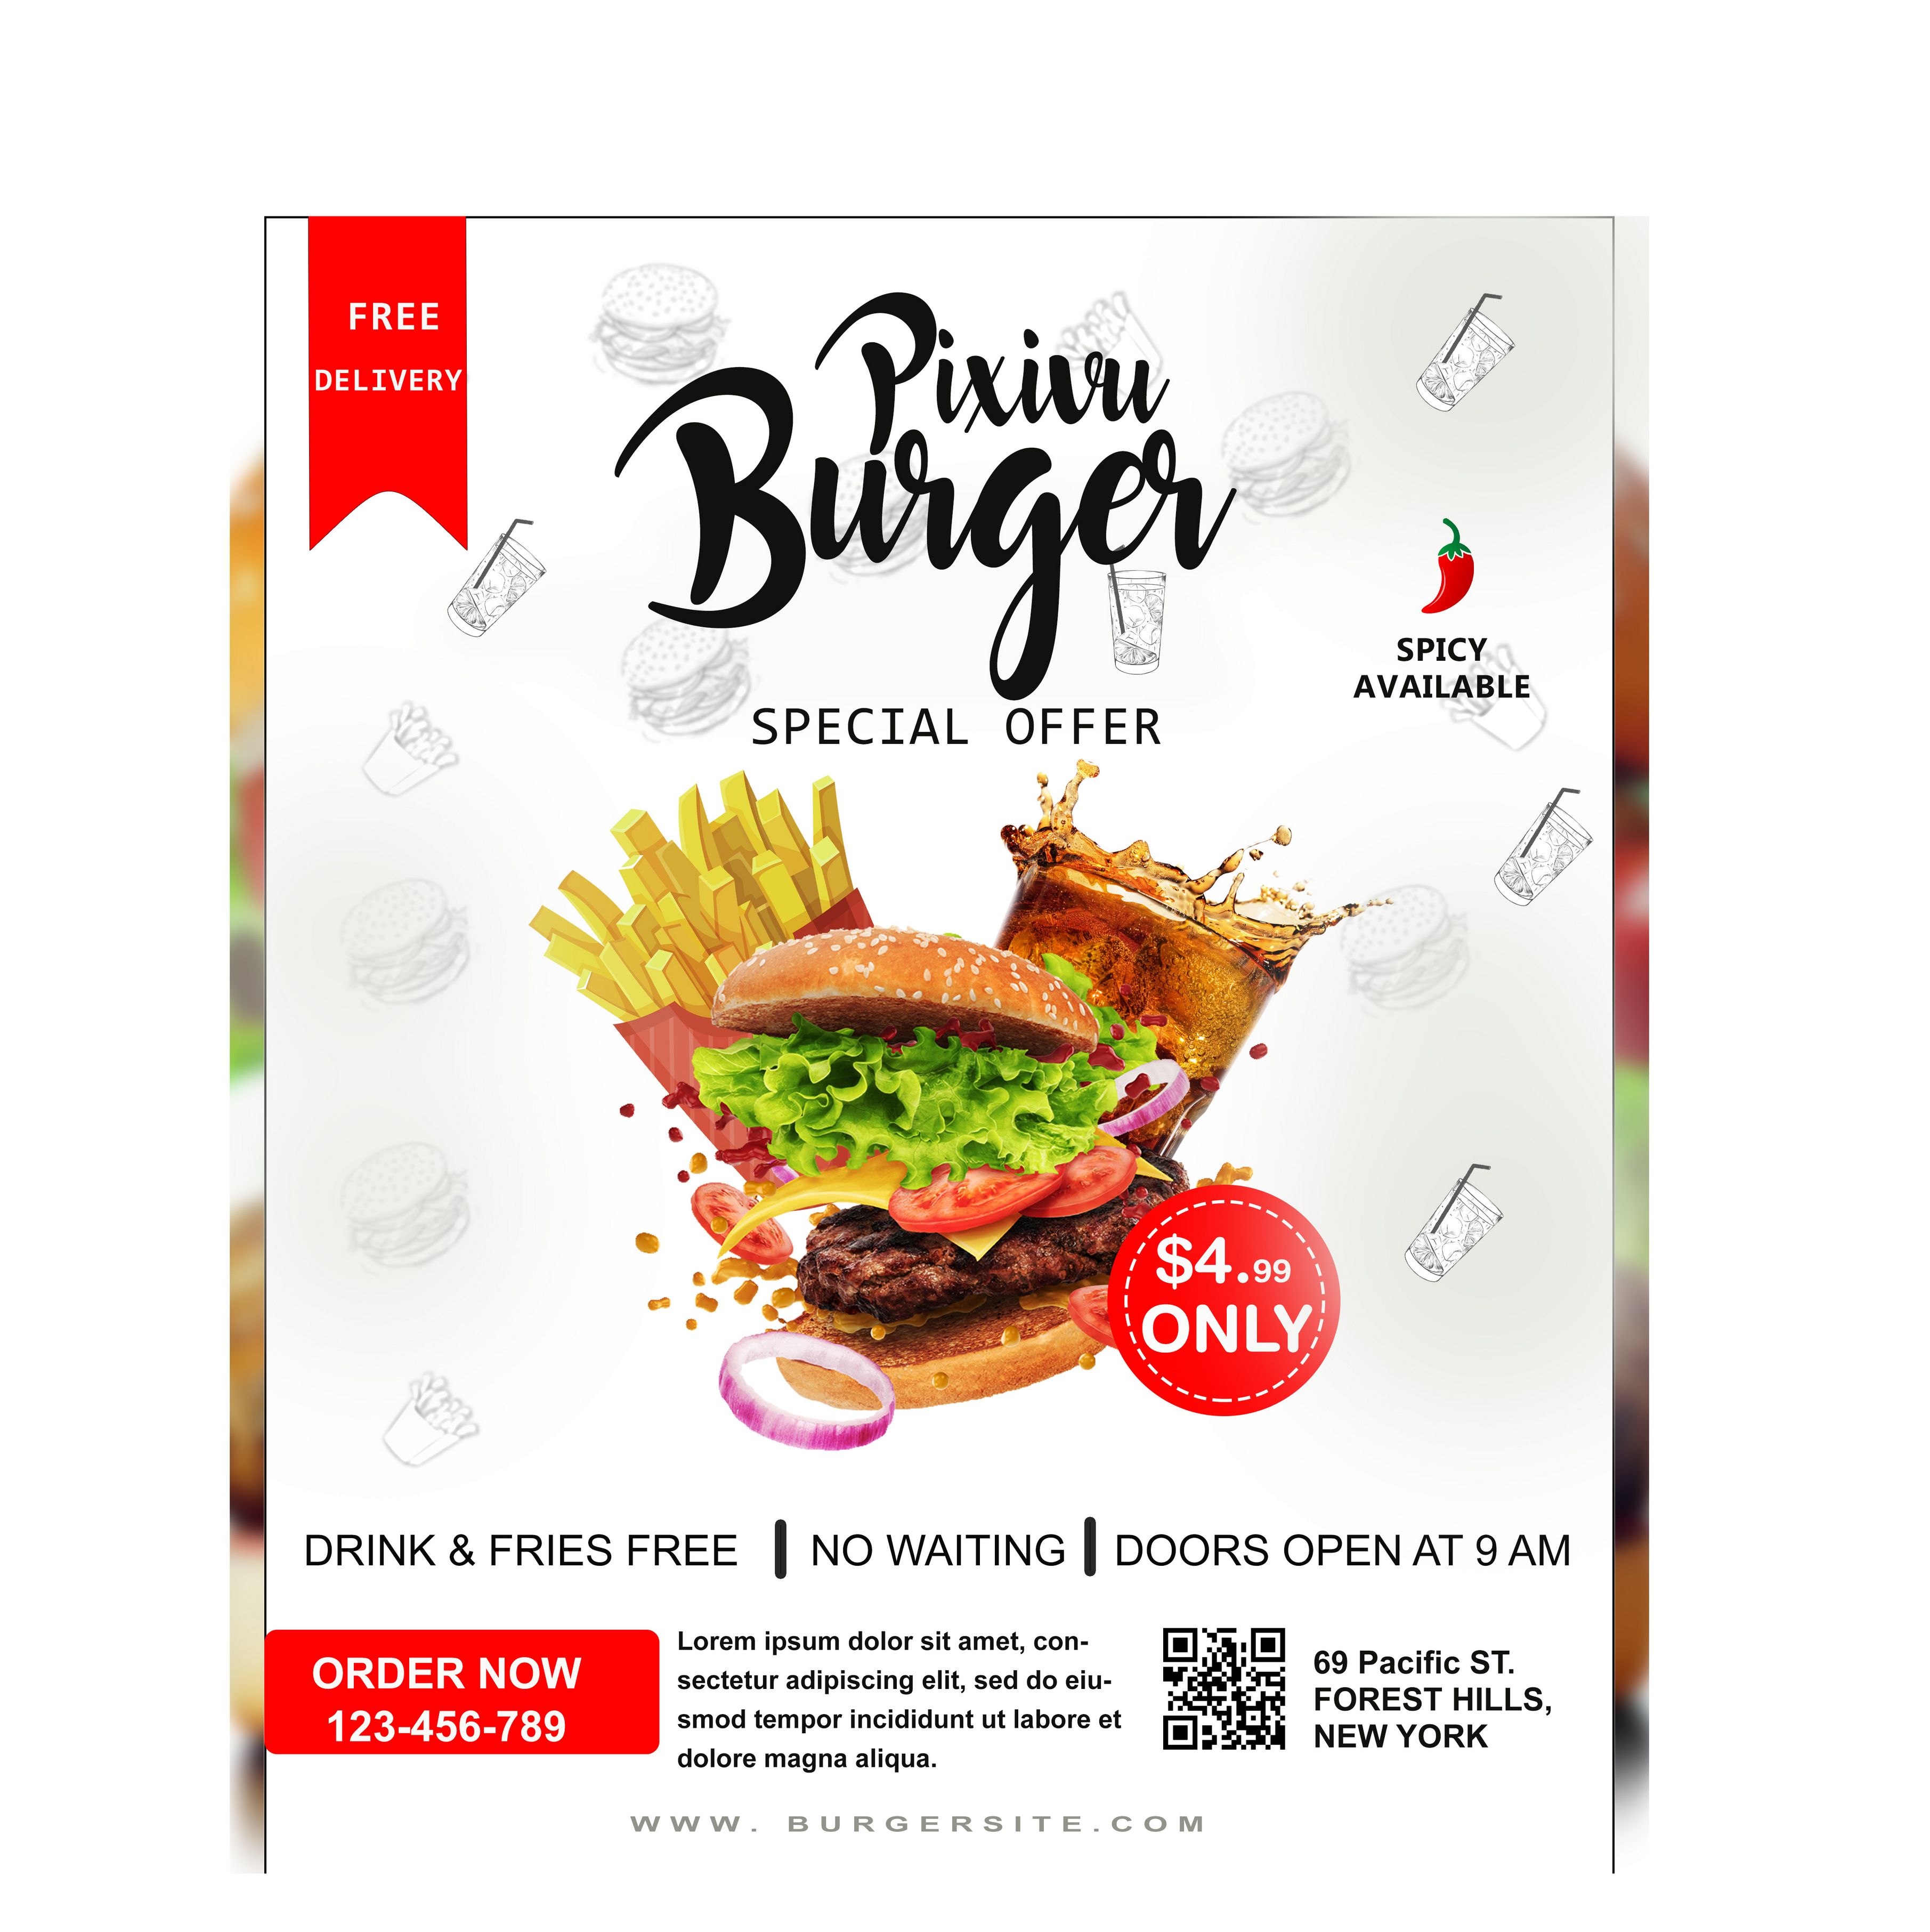 FREE
DELIVERY
Pixivu
Burger
SPICY
AVAILABLE
SPECIAL OFFER
$4.99
ONLY
DRINK & FRIES FREE | NO WAITING | DOORS OPEN AT 9 AM
ORDER NOW
123-456-789
Lorem ipsum dolor sit amet, con-
sectetur adipiscing elit, sed do eiu-
smod tempor incididunt ut labore et
dolore magna aliqua.
69 Pacific ST.
FOREST HILLS,
NEW YORK
WWW. BURGERSITE.COM